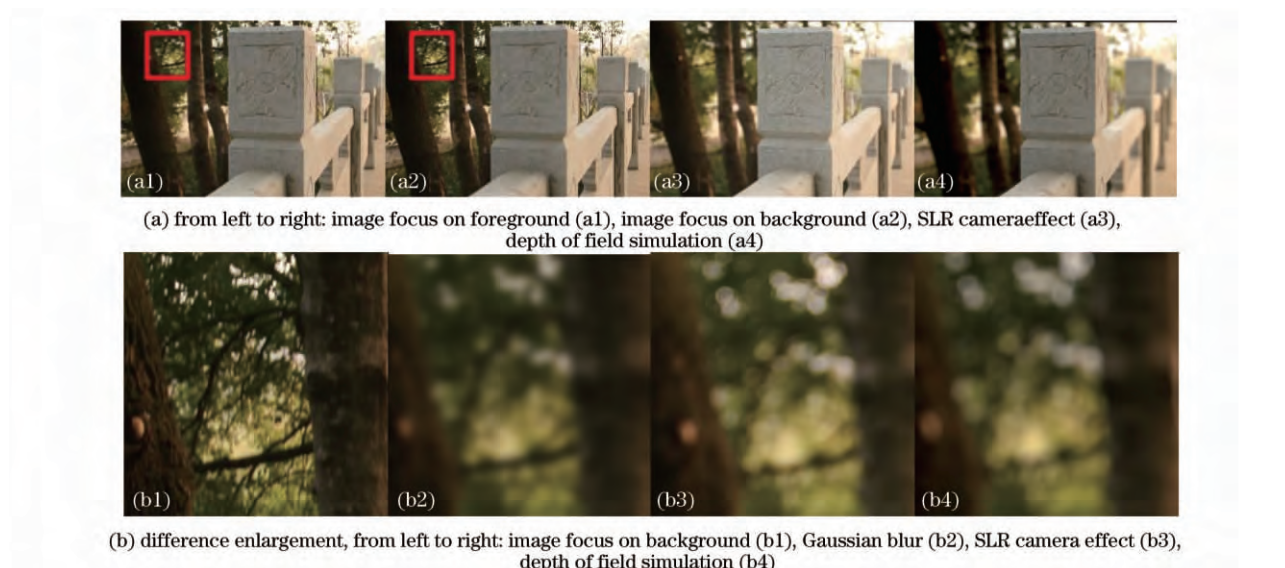 (a1) (a2) (a3) (a4)
(a) from left to right: image focus on foreground (a1), image focus on background (a2), SLR cameraeffect (a3),
depth of field simulation (a4)
(b1) (b2) (b3) (b4)
(b) difference enlargement, from left to right: image focus on background (b1), Gaussian blur (b2), SLR camera effect (b3),
depth of field simulation (b4)